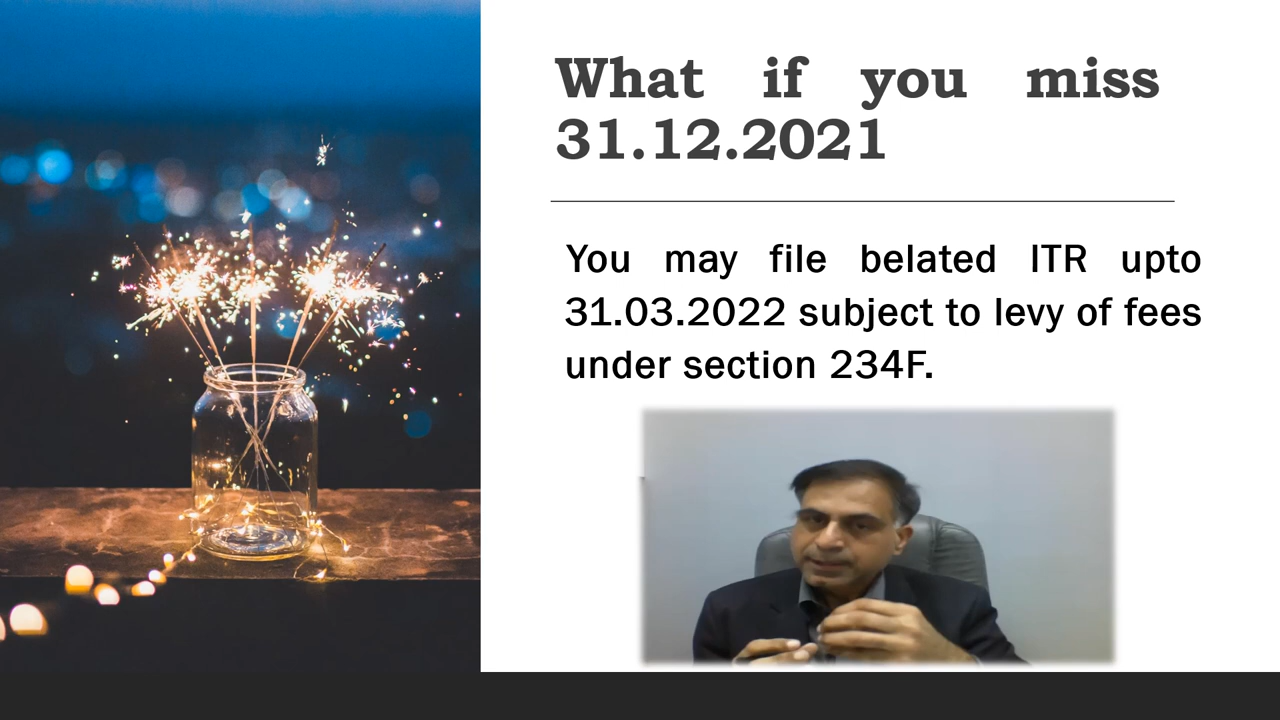 What if you miss
31.12.2021
You may file belated ITR upto
31.03.2022 subject to levy of fees
under section 234F.